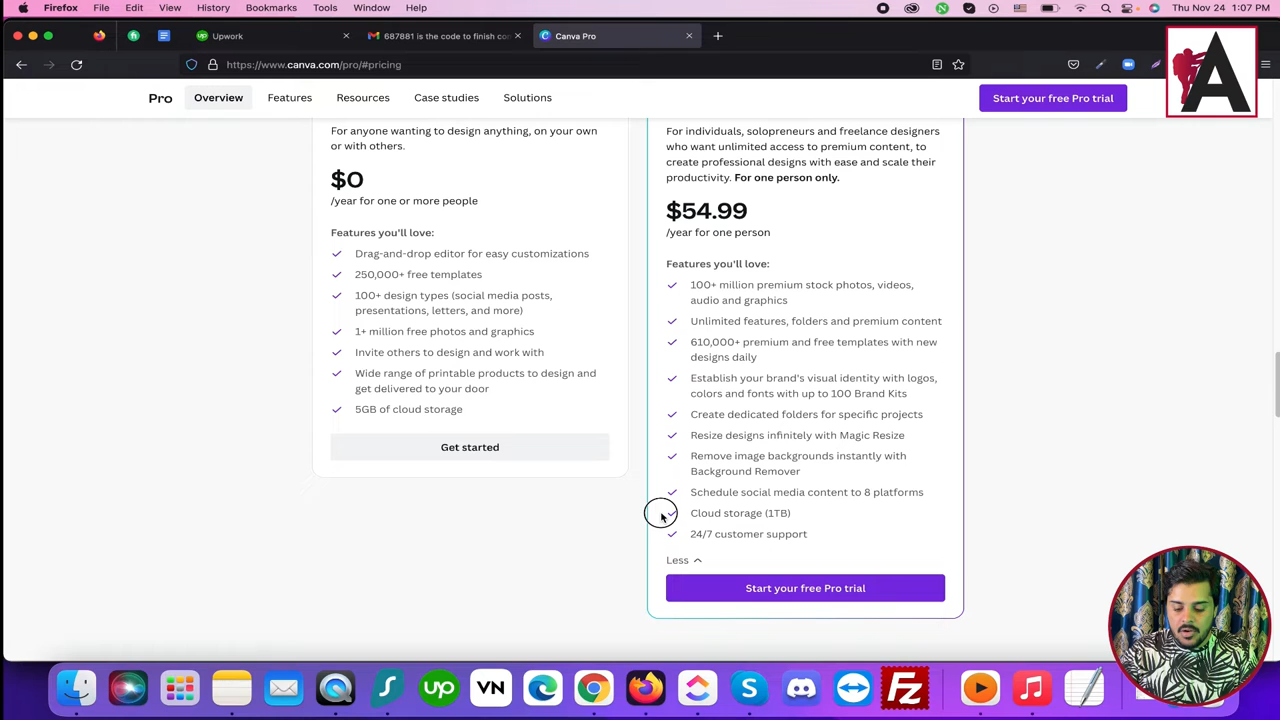 Firefox File Edit View History Bookmarks Tools Window Help
Thu Nov 24 1:07 PM
Upwork
687881 is the code to finish co
Canva Pro
https://www.canva.com/pro/#pricing
A
Pro Overview Features Resources Case studies Solutions
Start your free Pro trial
For anyone wanting to design anything, on your own
or with others.
$0
/year for one or more people
Features you'll love:
Drag-and-drop editor for easy customizations
250,000+ free templates
100+ design types (social media posts,
presentations, letters, and more)
1+ million free photos and graphics
Invite others to design and work with
Wide range of printable products to design and
get delivered to your door
5GB of cloud storage
Get started
For individuals, solopreneurs and freelance designers
who want unlimited access to premium content, to
create professional designs with ease and scale their
productivity. For one person only.
$54.99
/year for one person
Features you'll love:
100+ million premium stock photos, videos,
audio and graphics
Unlimited features, folders and premium content
610,000+ premium and free templates with new
designs daily
Establish your brand's visual identity with logos,
colors and fonts with up to 100 Brand Kits
Create dedicated folders for specific projects
Resize designs infinitely with Magic Resize
Remove image backgrounds instantly with
Background Remover
Schedule social media content to 8 platforms
Cloud storage (1TB)
24/7 customer support
Less
Start your free Pro trial
Up
VN
S
Fz